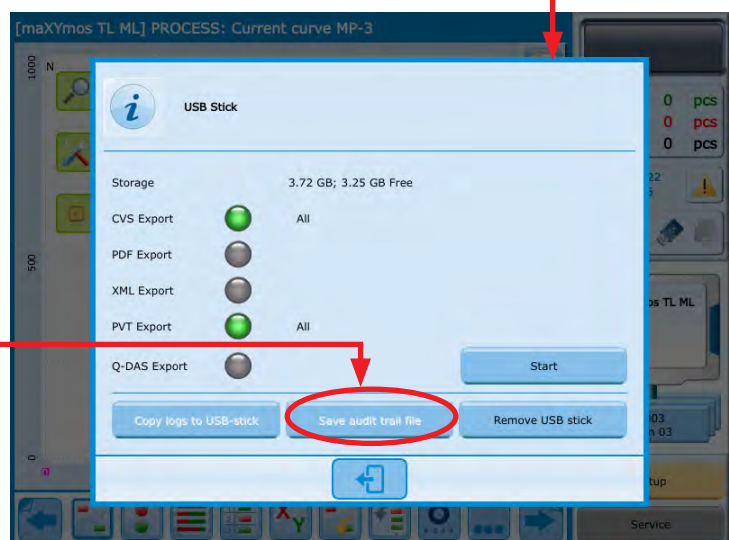 [maXYmos TL ML] PROCESS: Current curve MP-3
1000
N
USB Stick
0 pcs
0 pcs
0 pcs
22
Storage 3.72 GB; 3.25 GB Free
CVS Export All
PDF Export
500
XML Export
os TL ML
PVT Export All
Q-DAS Export
Start
Copy logs to USB-stick
Save audit trail file
Remove USB stick
03
n 03
0
tup
X
Y
Service